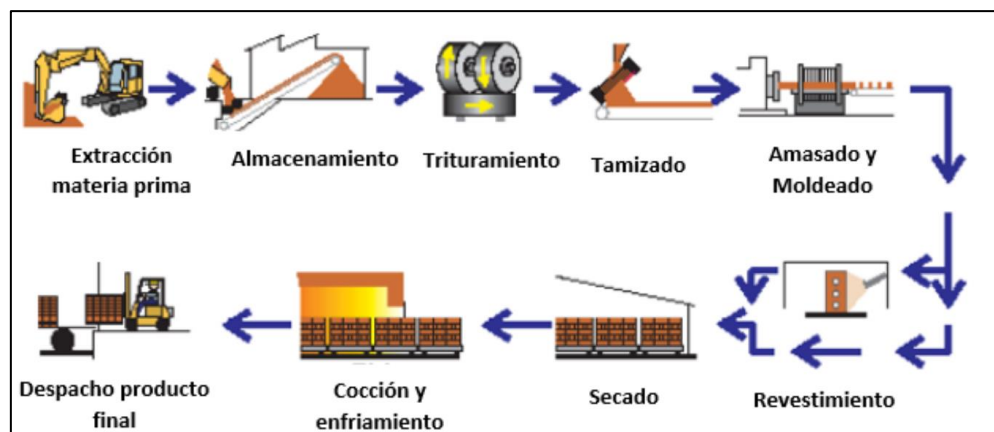 Extracción
materia prima
Almacenamiento
Trituramiento
Tamizado
Amasado y
Moldeado
Despacho producto
final
Cocción y
enfriamiento
Secado
Revestimiento